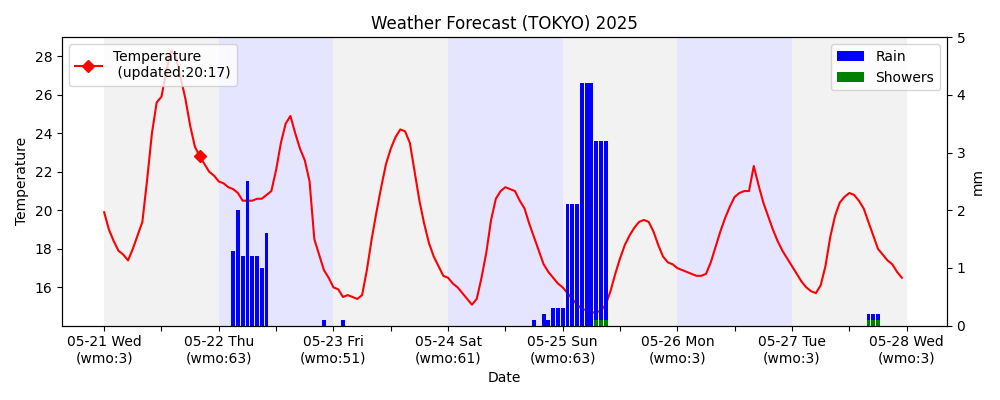 Weather Forecast (TOKYO) 2025
Temperature
(updated:20:17)
Rain
Showers
Temperature
28
26
24
22
20
18
16
5
4
3
2
1
0
mm
05-21 Wed
(wmo:3)
05-22 Thu
(wmo:63)
05-23 Fri
(wmo:51)
05-24 Sat
(wmo:61)
05-25 Sun
(wmo:63)
05-26 Mon
(wmo:3)
05-27 Tue
(wmo:3)
05-28 Wed
(wmo:3)
Date